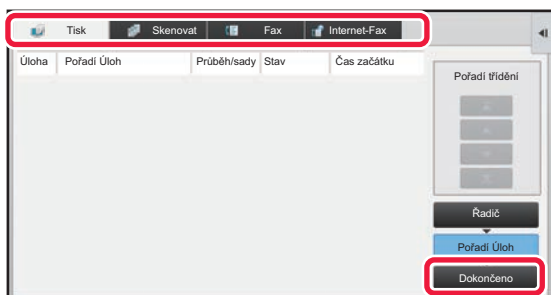 Tisk Skenovat Fax Internet-Fax
Úloha Pořadí Úloh Průběh/sady Stav Čas začátku
Pořadí třídění
Řadič
Pořadí Úloh
Dokončeno